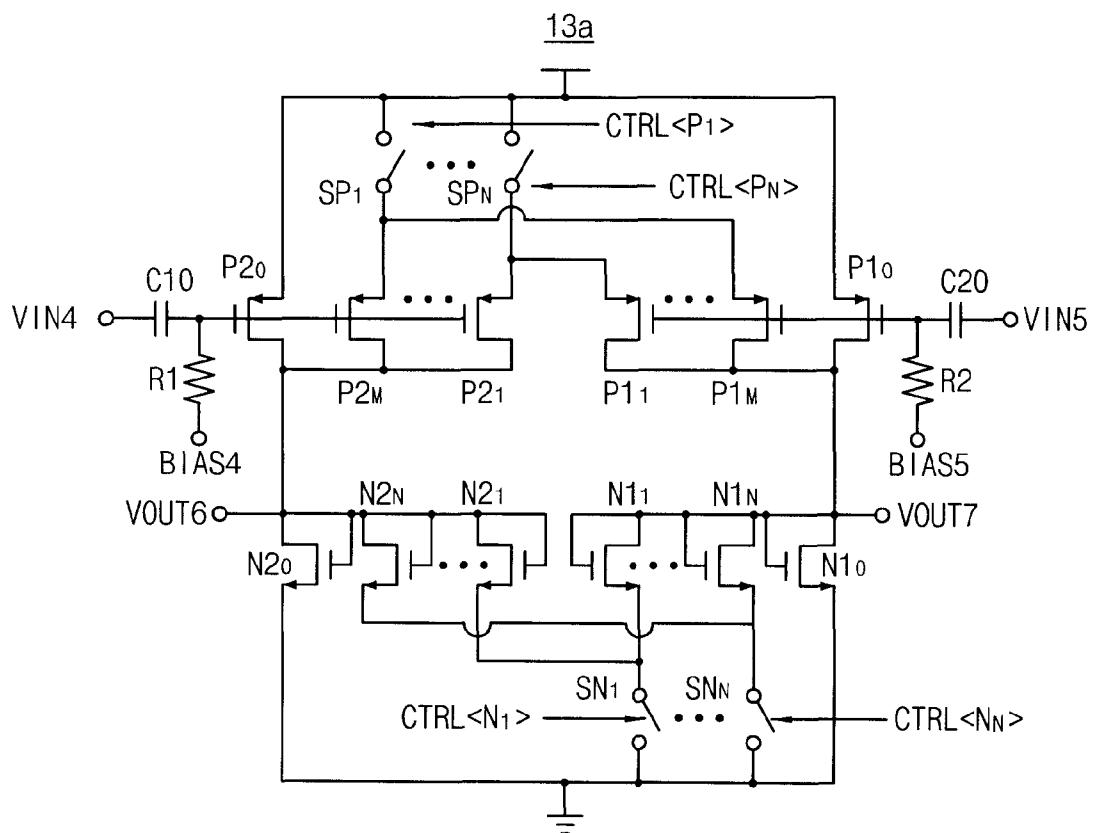 13a
CTRL<P1>
SP1
SPN
CTRL<PN>
C10
P20
P10
C20
VIN4
VIN5
R1
P2M
P21
P11
P1M
R2
BIAS4
BIAS5
N2N
N21
N11
N1N
VOUT6
VOUT7
N20
N10
SN1
SNN
CTRL<N1>
CTRL<NN>